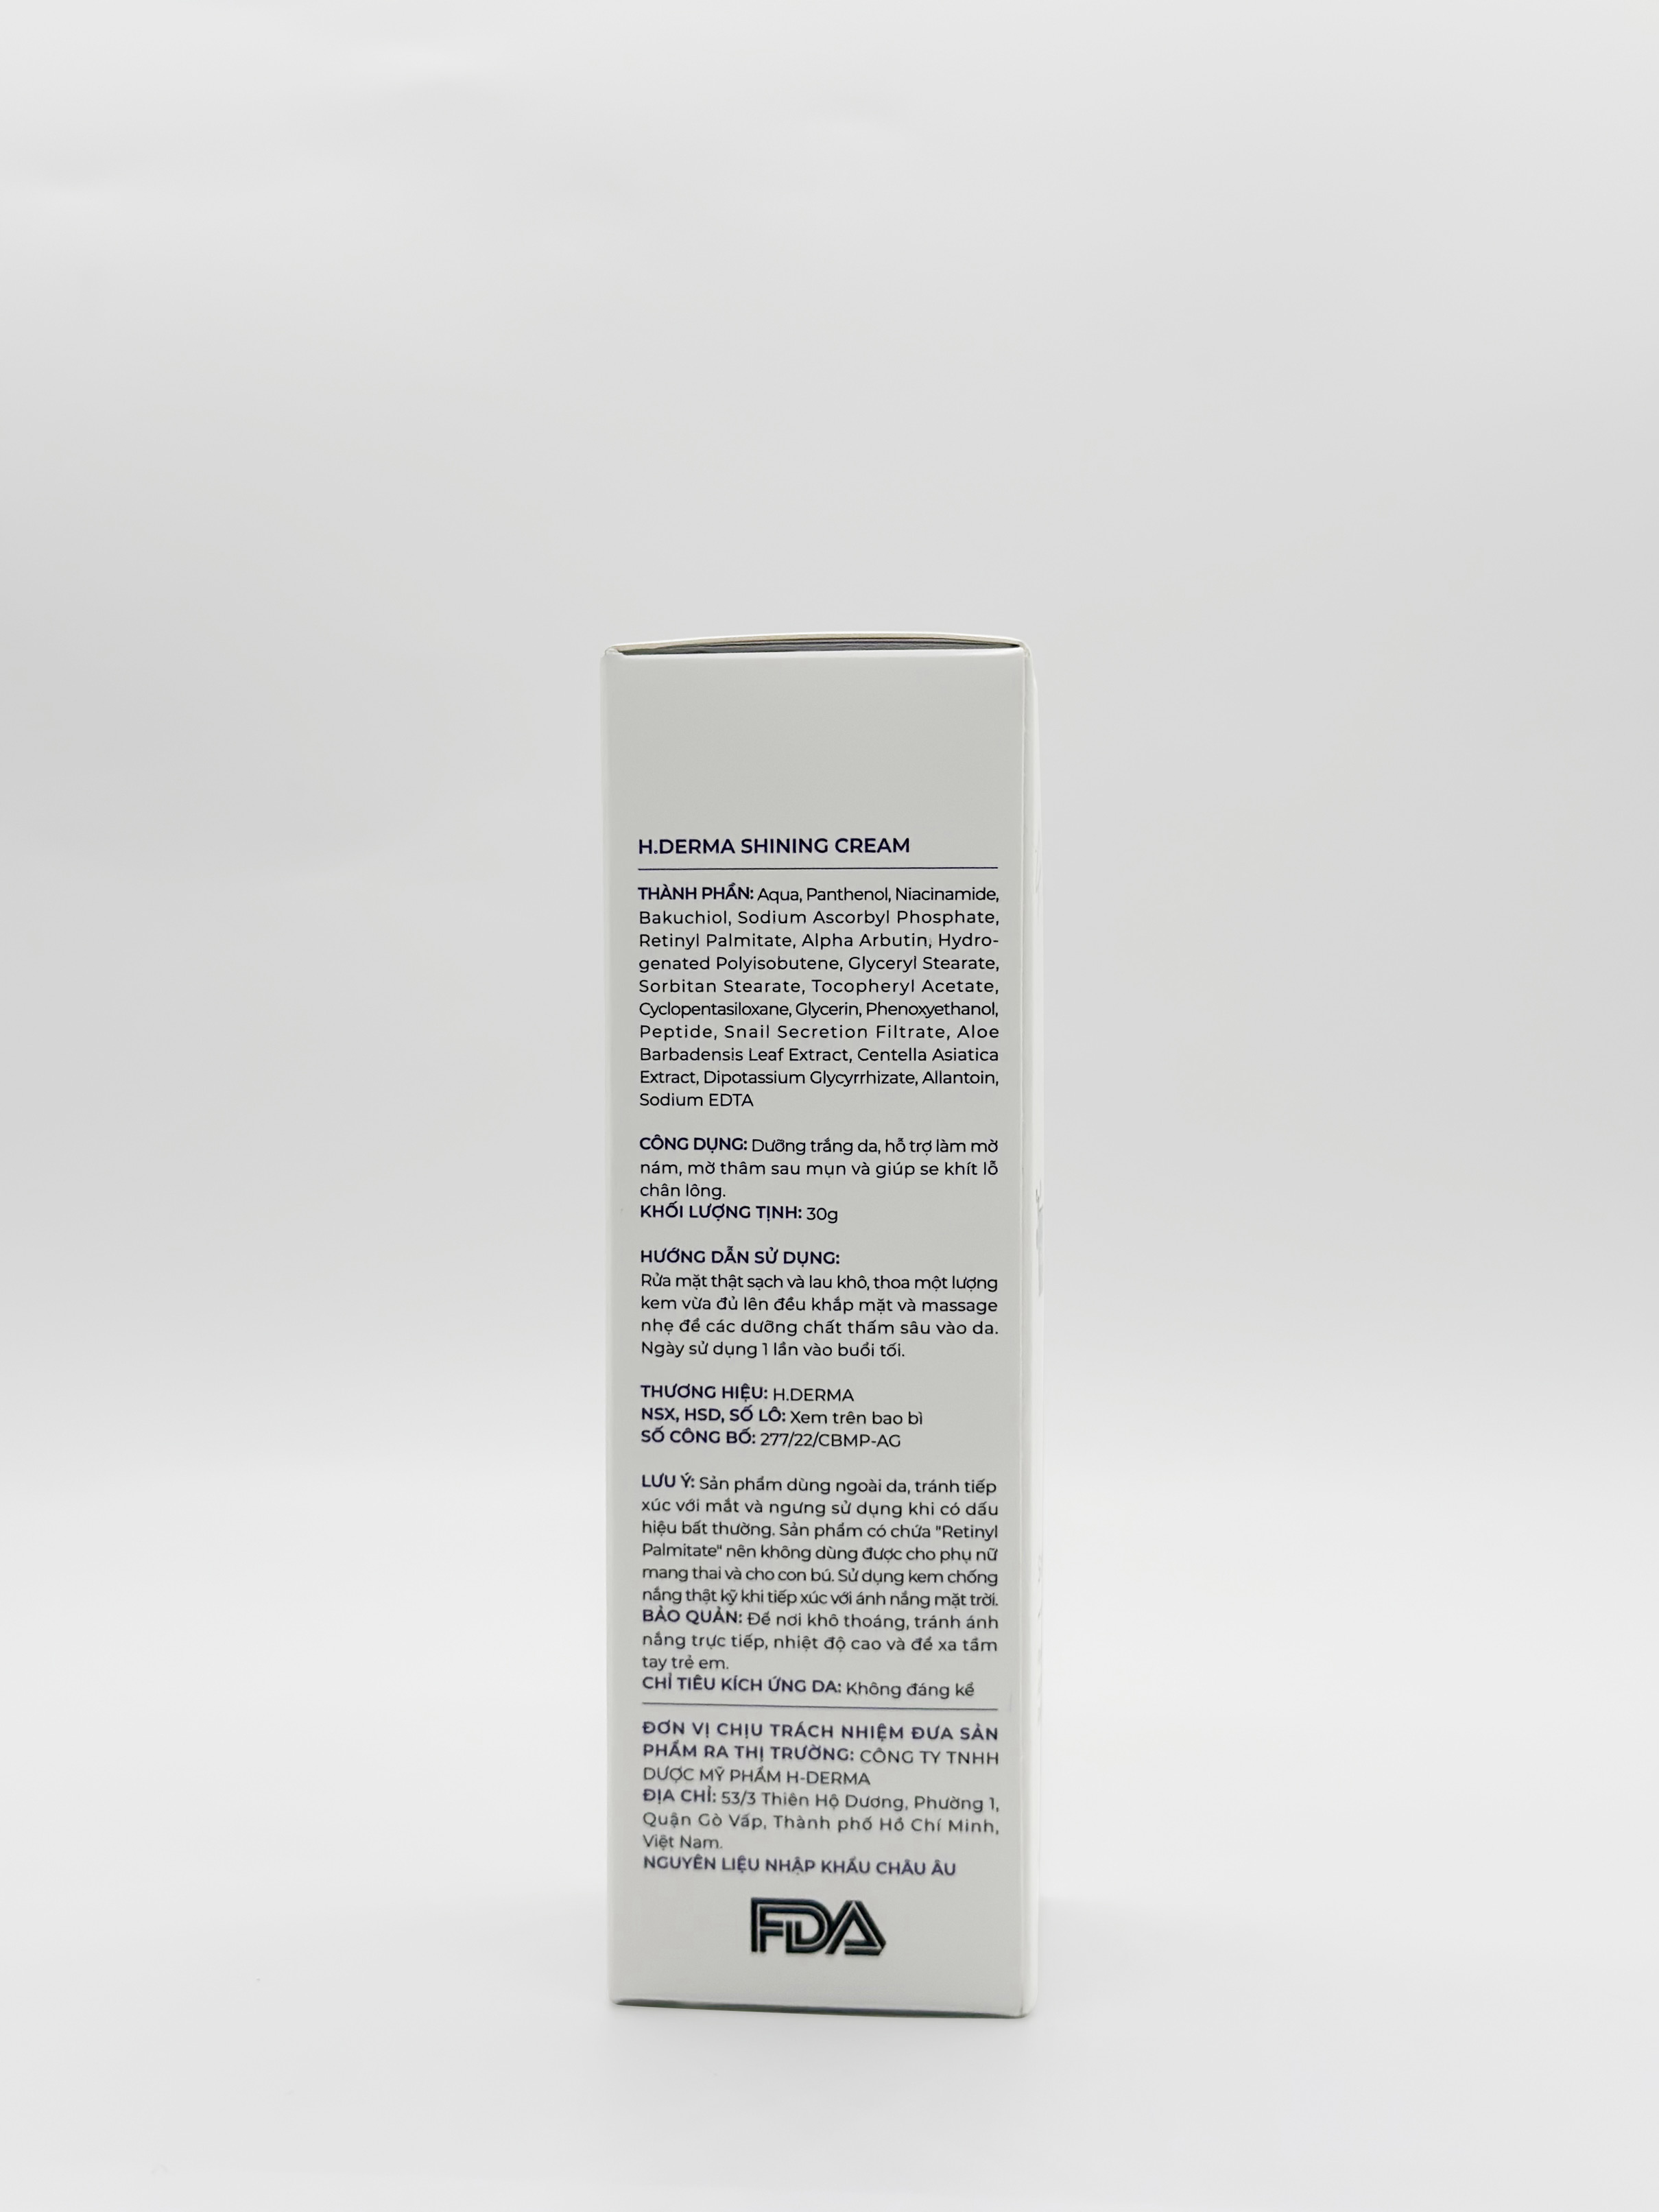 H.DERMA SHINING CREAM
THÀNH PHẦN: Aqua, Panthenol, Niacinamide,
Bakuchiol, Sodium Ascorbyl Phosphate,
Retinyl Palmitate, Alpha Arbutin, Hydro-
genated Polyisobutene, Glyceryl Stearate,
Sorbitan Stearate, Tocopheryl Acetate,
Cyclopentasiloxane, Glycerin, Phenoxyethanol,
Peptide, Snail Secretion Filtrate, Aloe
Barbadensis Leaf Extract, Centella Asiatica
Extract, Dipotassium Glycyrrhizate, Allantoin,
Sodium EDTA
CÔNG DỤNG: Dưỡng trắng da, hỗ trợ làm mờ
nám, mờ thâm sau mụn và giúp se khít lỗ
chân lông.
KHỐI LƯỢNG TỊNH: 30g
HƯỚNG DẪN SỬ DỤNG:
Rửa mặt thật sạch và lau khô, thoa một lượng
kem vừa đủ lên đều khắp mặt và massage
nhẹ để các dưỡng chất thấm sâu vào da.
Ngày sử dụng 1 lần vào buổi tối.
THƯƠNG HIỆU: H.DERMA
NSX, HSD, SỐ LÔ: Xem trên bao bì
SỐ CÔNG BỐ: 277/22/CBMP-AG
LƯU Ý: Sản phẩm dùng ngoài da, tránh tiếp
xúc với mắt và ngưng sử dụng khi có dấu
hiệu bất thường. Sản phẩm có chứa "Retinyl
Palmitate" nên không dùng được cho phụ nữ
mang thai và cho con bú. Sử dụng kem chống
nắng thật kỹ khi tiếp xúc với ánh nắng mặt trời.
BẢO QUẢN: Để nơi khô thoáng, tránh ánh
nắng trực tiếp, nhiệt độ cao và để xa tầm
tay trẻ em.
CHỈ TIÊU KÍCH ỨNG DA: Không đáng kể
ĐƠN VỊ CHỊU TRÁCH NHIỆM ĐƯA SẢN
PHẨM RA THỊ TRƯỜNG: CÔNG TY TNHH
DƯỢC MỸ PHẨM H-DERMA
ĐỊA CHỈ: 53/3 Thiên Hộ Dương, Phường 1,
Quận Gò Vấp, Thành phố Hồ Chí Minh,
Việt Nam.
NGUYÊN LIỆU NHẬP KHẨU CHÂU ÂU
FDA